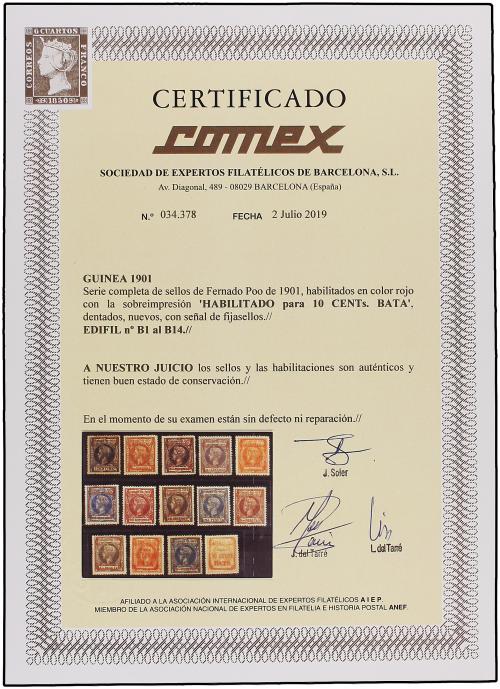 6 CUARTOS
CORREOS
FRANCO
1850
CERTIFICADO
comex
SOCIEDAD DE EXPERTOS FILATÉLICOS DE BARCELONA, S.L.
Av. Diagonal, 489 - 08029 BARCELONA (España)
N.º 034.378 FECHA 2 Julio 2019
GUINEA 1901
Serie completa de sellos de Fernado Poo de 1901, habilitados en color rojo
con la sobreimpresión 'HABILITADO para 10 CENTs. BATA',
dentados, nuevos, con señal de fijasellos.//
EDIFIL nº B1 al B14.//
A NUESTRO JUICIO los sellos y las habilitaciones son auténticos y
tienen buen estado de conservación.//
En el momento de su examen están sin defecto ni reparación.//
J. Soler
J. del Tarré
L. del Tarré
AFILIADO A LA ASOCIACIÓN INTERNACIONAL DE EXPERTOS FILATÉLICOS A I E P.
MIEMBRO DE LA ASOCIACIÓN NACIONAL DE EXPERTOS EN FILATELIA E HISTORIA POSTAL ANEF.